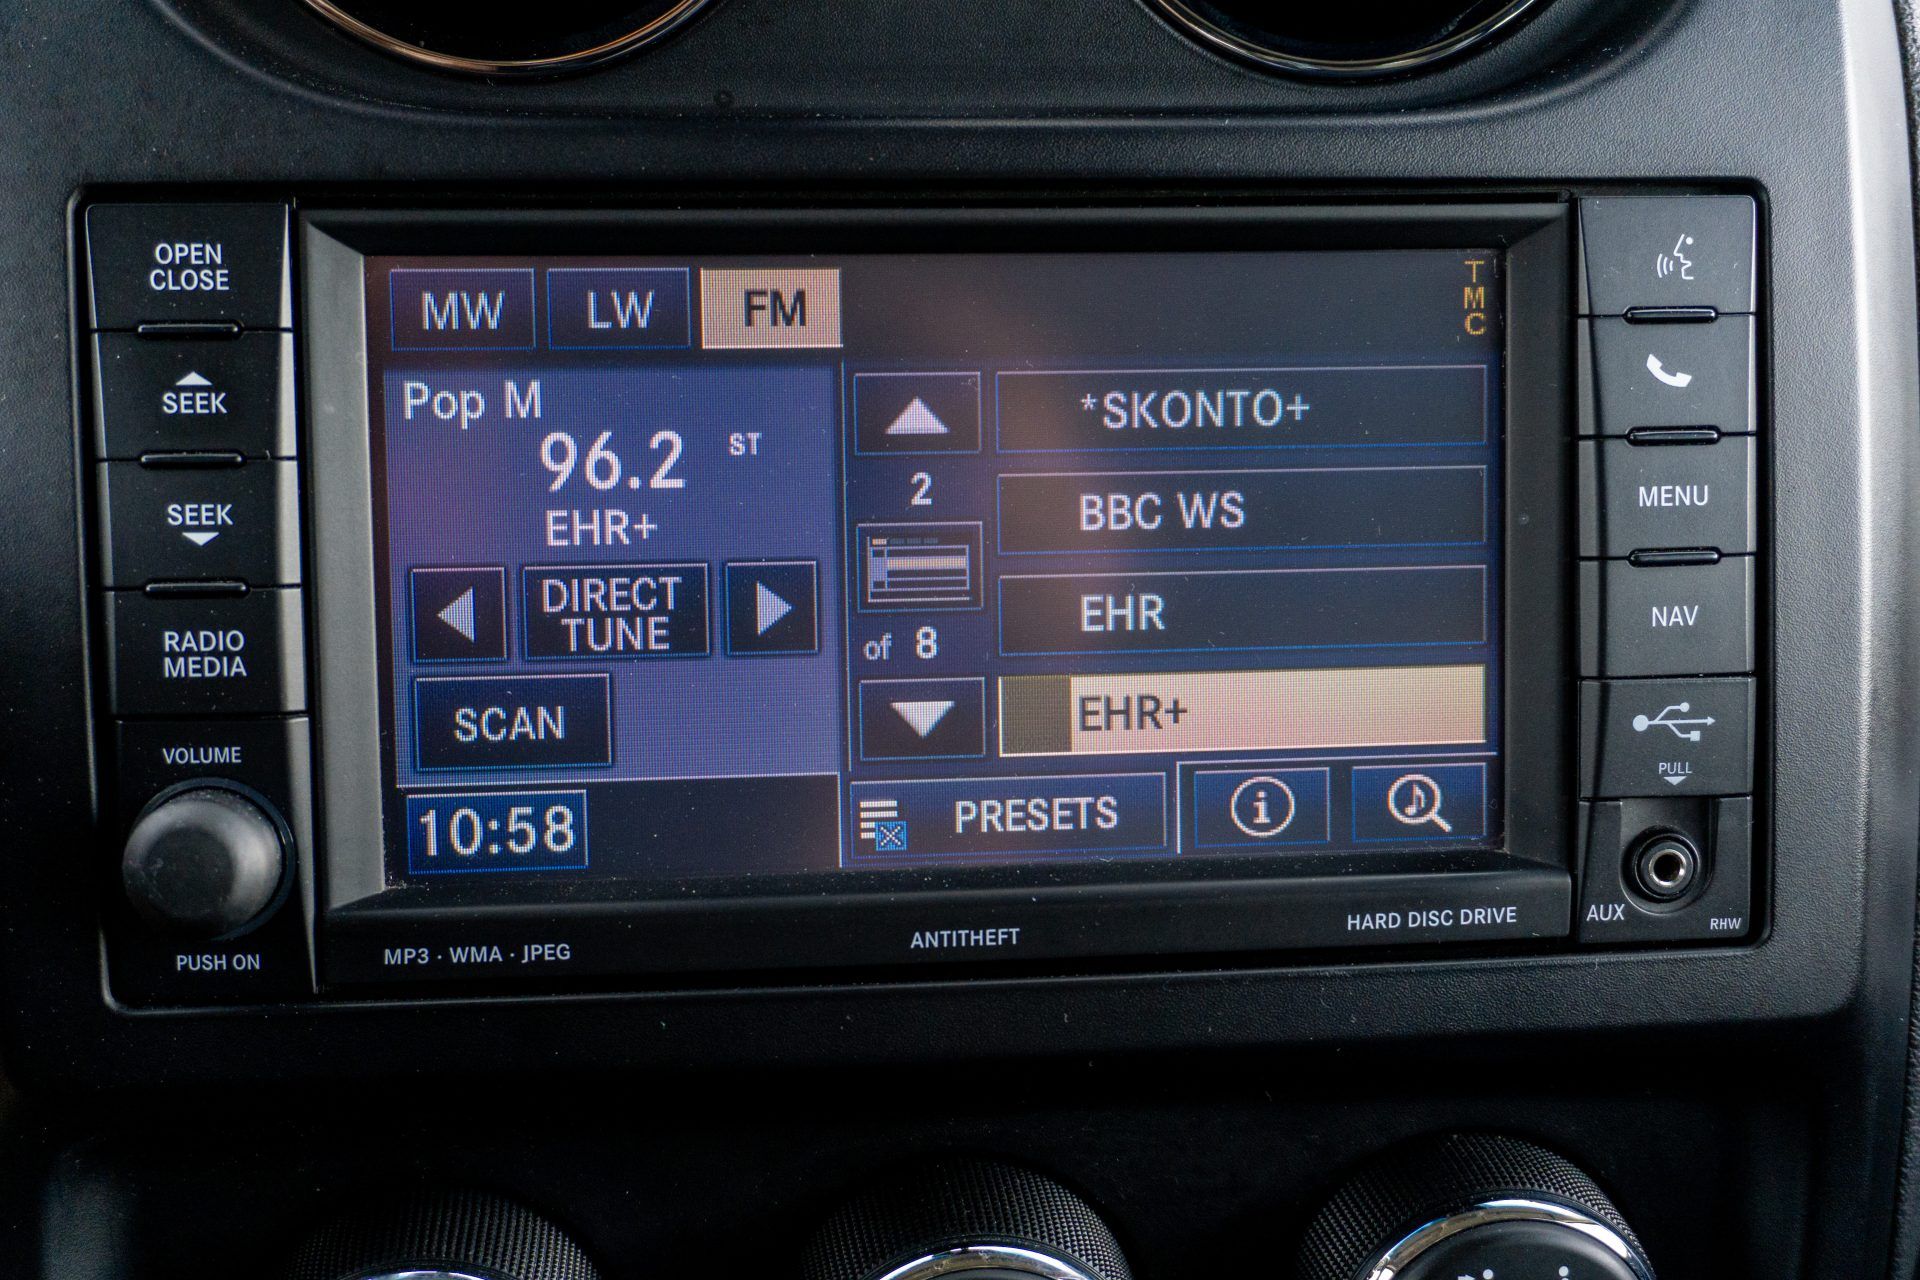 OPEN
CLOSE
SEEK
SEEK
RADIO
MEDIA
VOLUME
PUSH ON
MW
LW
FM
TMC
Pop M
96.2
ST
EHR+
DIRECT
TUNE
SCAN
10:58
2
of 8
*SKONTO+
BBC WS
EHR
EHR+
PRESETS
i
MP3 · WMA · JPEG
ANTITHEFT
HARD DISC DRIVE
MENU
NAV
PULL
AUX
RHW